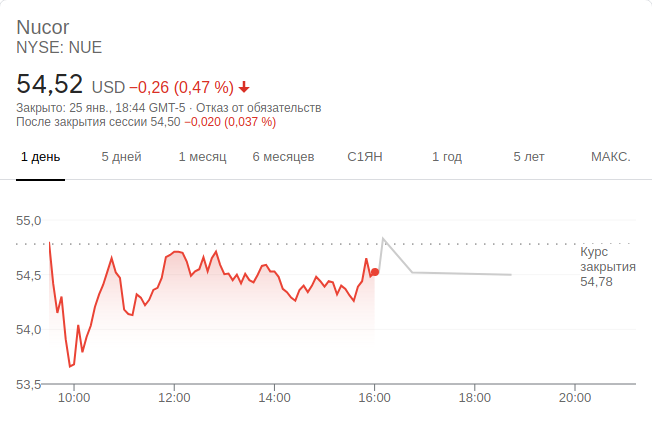 Nucor
NYSE: NUE
54,52 USD −0,26 (0,47 %)
Закрыто: 25 янв., 18:44 GMT-5 · Отказ от обязательств
После закрытия сессии 54,50 −0,020 (0,037 %)
1 день 5 дней 1 месяц 6 месяцев С1ЯН 1 год 5 лет МАКС.
55,0
54,5
54,0
53,5
Курс
закрытия
54,78
10:00 12:00 14:00 16:00 18:00 20:00